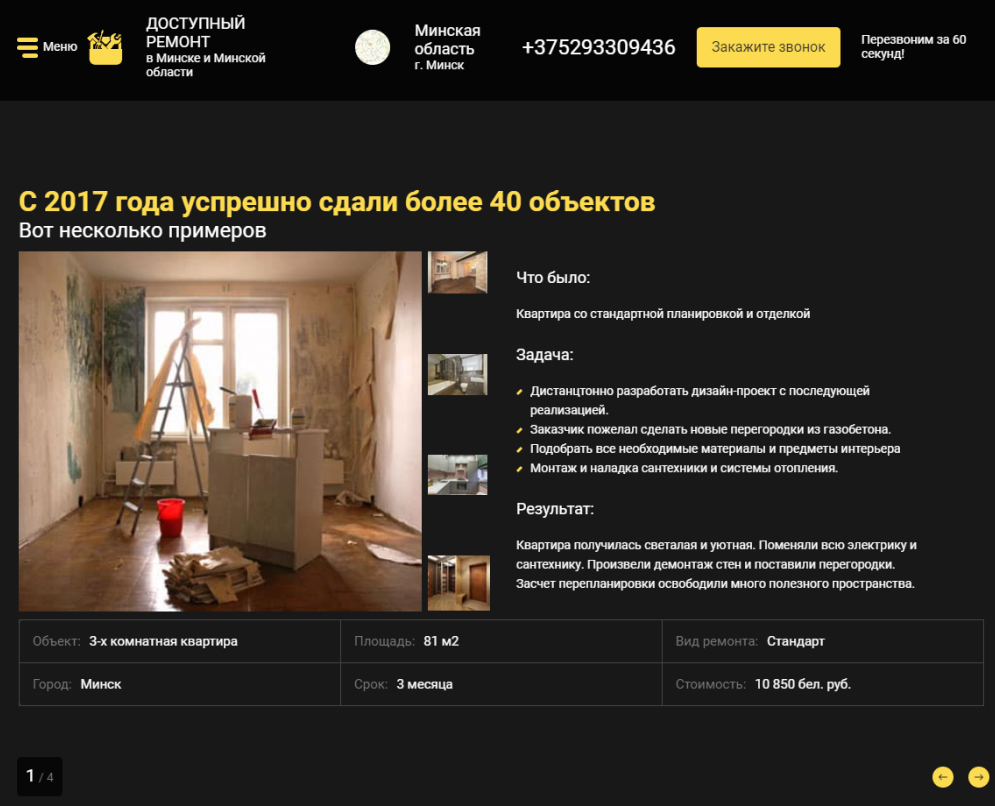 Меню
ДОСТУПНЫЙ
РЕМОНТ
в Минске и Минской
области
Минская
область
г. Минск
+375293309436
Закажите звонок
Перезвоним за 60
секунд!
С 2017 года успрешно сдали более 40 объектов
Вот несколько примеров
Что было:
Квартира со стандартной планировкой и отделкой
Задача:
Дистанцтонно разработать дизайн-проект с последующей
реализацией.
Заказчик пожелал сделать новые перегородки из газобетона.
Подобрать все необходимые материалы и предметы интерьера
Монтаж и наладка сантехники и системы отопления.
Результат:
Квартира получилась светалая и уютная. Поменяли всю электрику и
сантехнику. Произвели демонтаж стен и поставили перегородки.
Засчет перепланировки освободили много полезного пространства.
Объект: 3-х комнатная квартира
Площадь: 81 м2
Вид ремонта: Стандарт
Город: Минск
Срок: 3 месяца
Стоимость: 10 850 бел. руб.
1 / 4